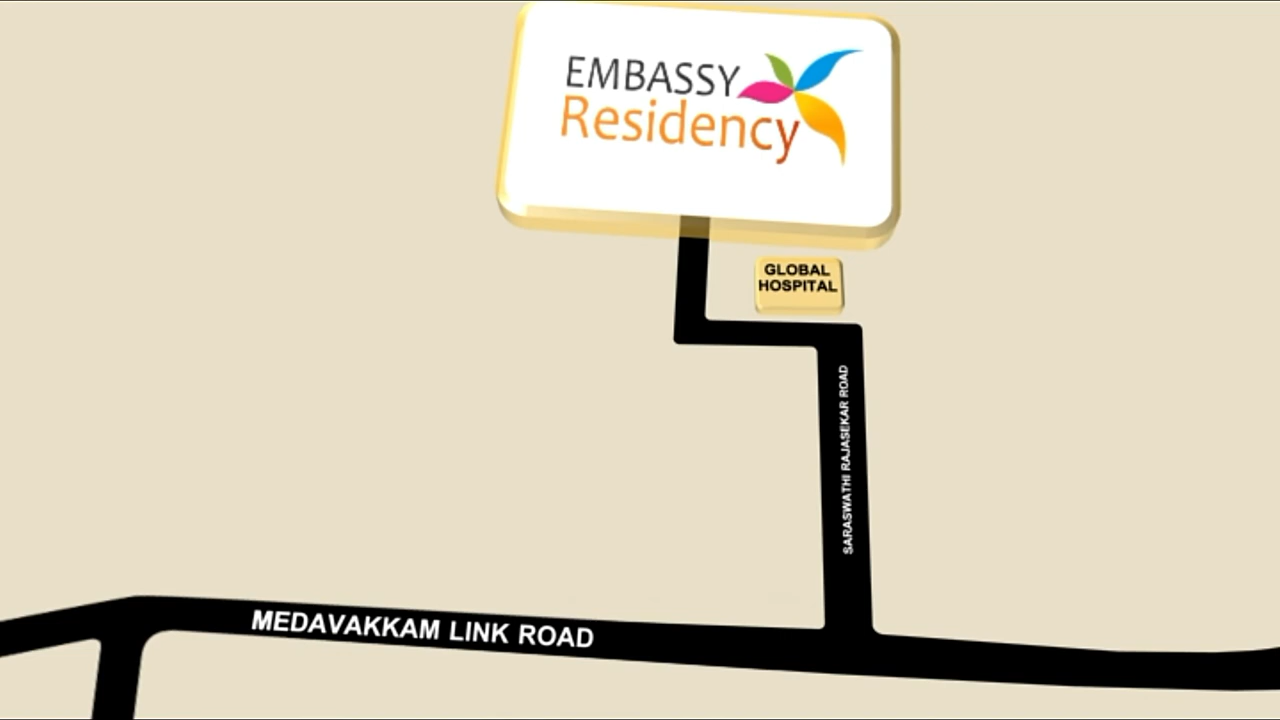 EMBASSY
Residency
GLOBAL
HOSPITAL
SARASWATHI RAJASEKAR ROAD
MEDAVAKKAM LINK ROAD